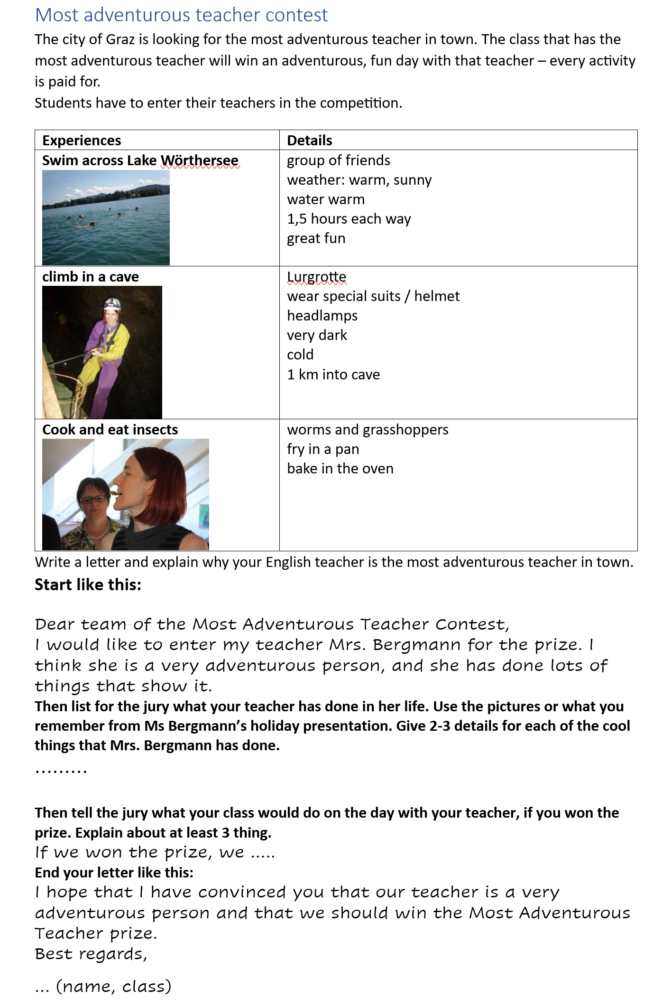 Most adventurous teacher contest
The city of Graz is looking for the most adventurous teacher in town. The class that has the
most adventurous teacher will win an adventurous, fun day with that teacher – every activity
is paid for.
Students have to enter their teachers in the competition.
Experiences
Details
Swim across Lake Wörthersee
group of friends
weather: warm, sunny
water warm
1,5 hours each way
great fun
climb in a cave
Lurgrotte
wear special suits / helmet
headlamps
very dark
cold
1 km into cave
Cook and eat insects
worms and grasshoppers
fry in a pan
bake in the oven
Write a letter and explain why your English teacher is the most adventurous teacher in town.
Start like this:
Dear team of the Most Adventurous Teacher Contest,
I would like to enter my teacher Mrs. Bergmann for the prize. I
think she is a very adventurous person, and she has done lots of
things that show it.
Then list for the jury what your teacher has done in her life. Use the pictures or what you
remember from Ms Bergmann’s holiday presentation. Give 2-3 details for each of the cool
things that Mrs. Bergmann has done.
.........
Then tell the jury what your class would do on the day with your teacher, if you won the
prize. Explain about at least 3 thing.
If we won the prize, we .....
End your letter like this:
I hope that I have convinced you that our teacher is a very
adventurous person and that we should win the Most Adventurous
Teacher prize.
Best regards,
... (name, class)